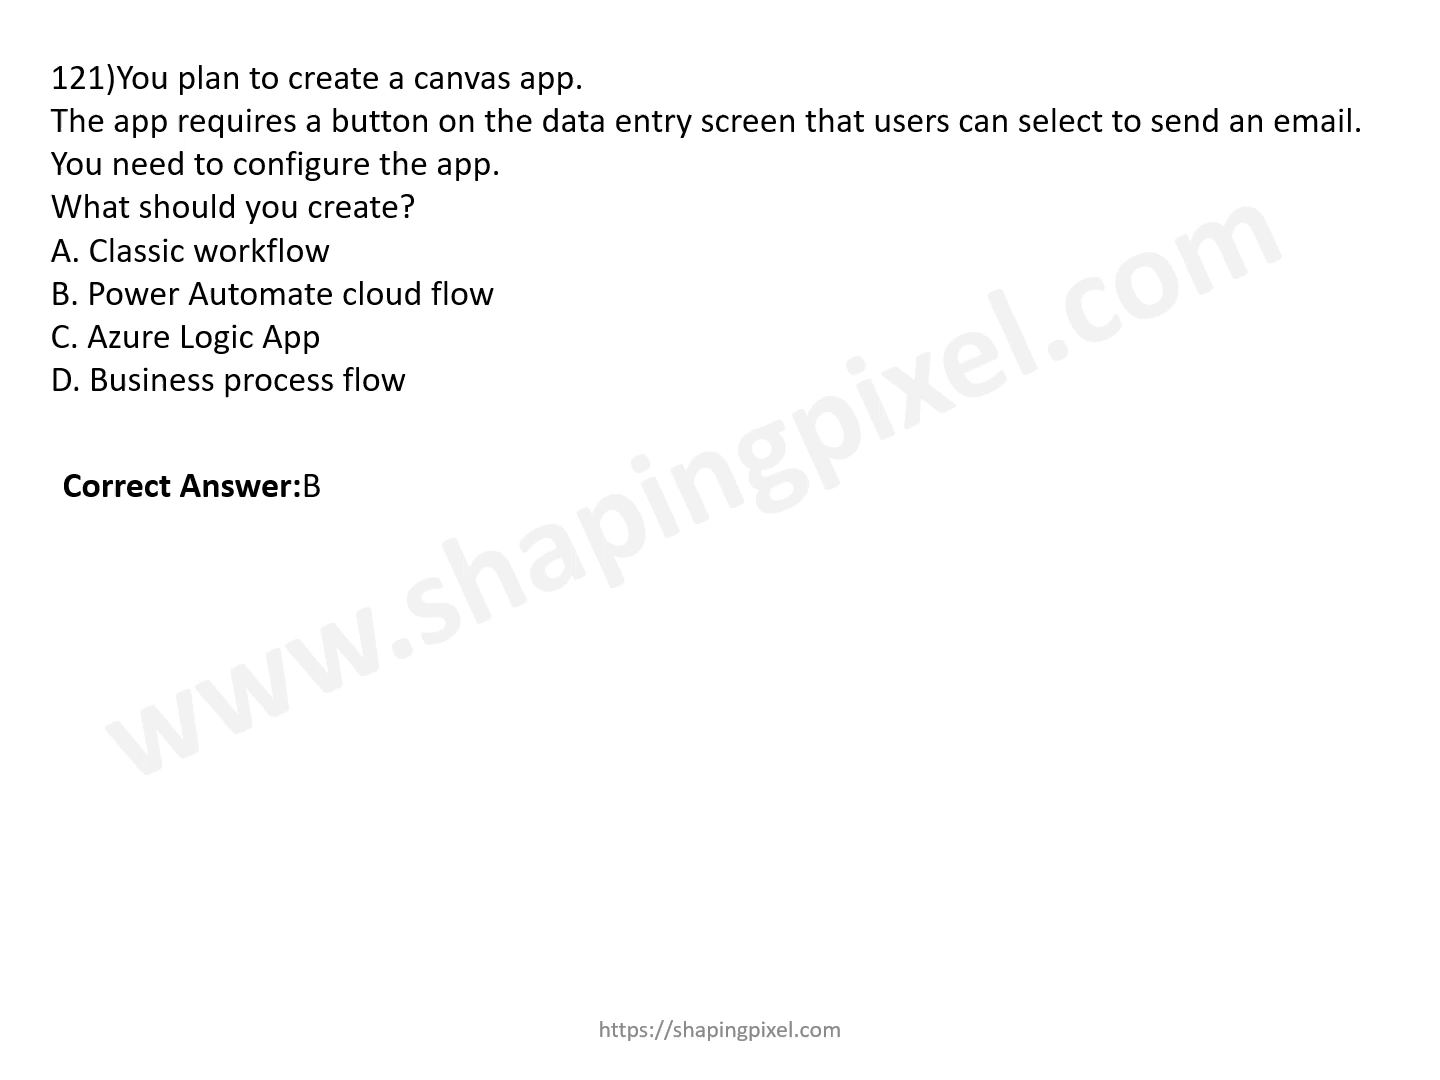 121)You plan to create a canvas app.
The app requires a button on the data entry screen that users can select to send an email.
You need to configure the app.
What should you create?
A. Classic workflow
B. Power Automate cloud flow
C. Azure Logic App
D. Business process flow
Correct Answer:B
www.shapingpixel.com
https://shapingpixel.com